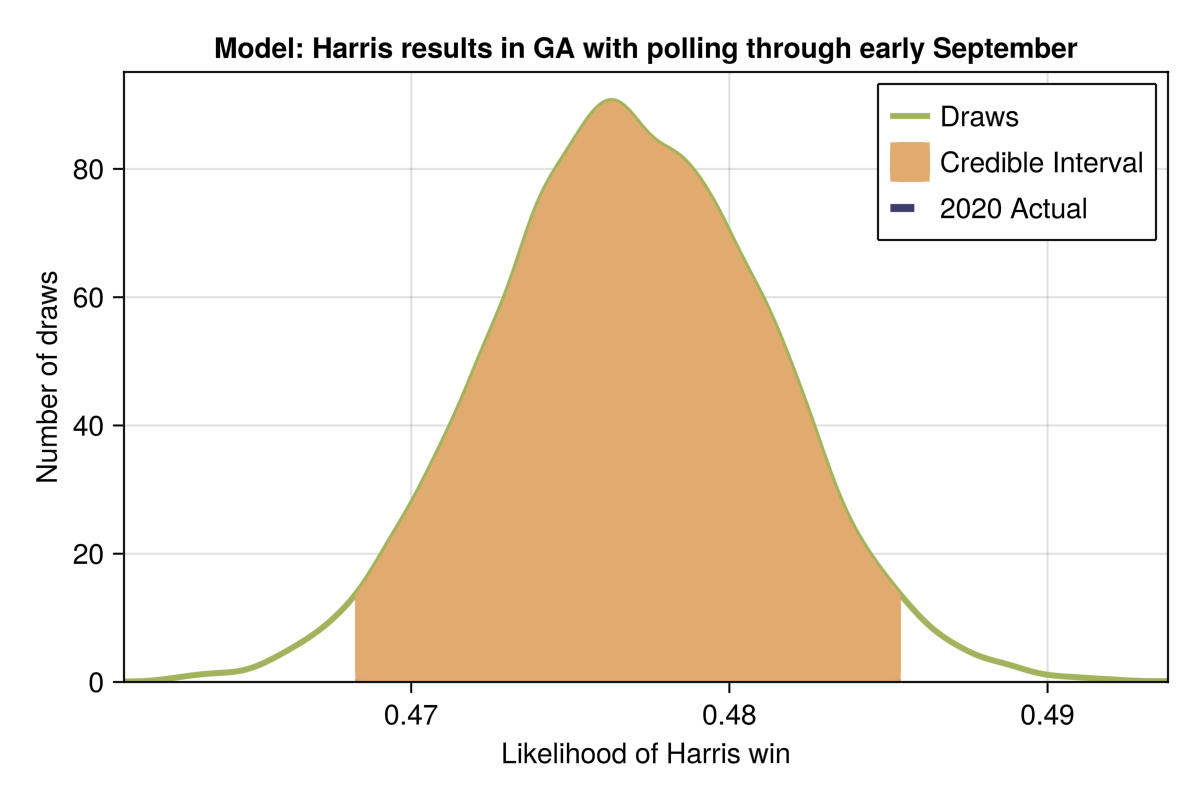 Model: Harris results in GA with polling through early September
Draws
Credible Interval
2020 Actual
Number of draws
80
60
40
20
0
0.47
0.48
0.49
Likelihood of Harris win